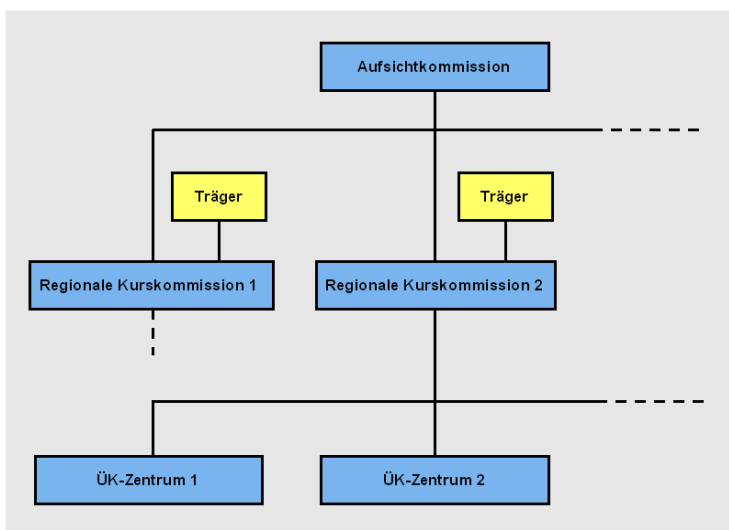 Aufsichtkommission
Träger
Träger
Regionale Kurskommission 1
Regionale Kurskommission 2
ÜK-Zentrum 1
ÜK-Zentrum 2